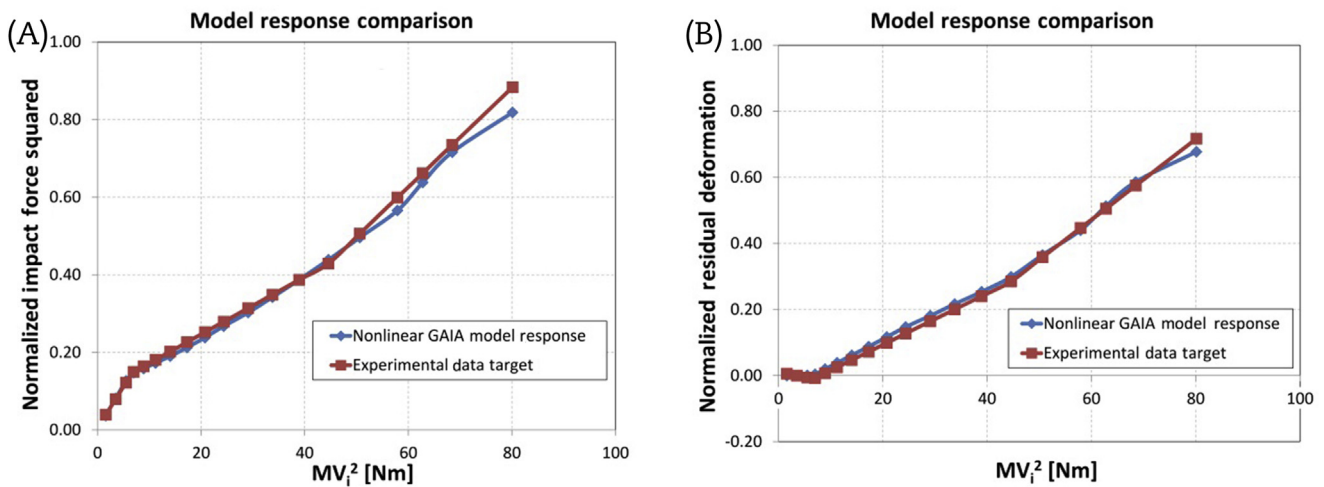 (A)
Model response comparison
Normalized impact force squared
1.00
0.80
0.60
0.40
0.20
0.00
0 20 40 60 80 100
MVᵢ² [Nm]
Nonlinear GAIA model response
Experimental data target
(B)
Model response comparison
Normalized residual deformation
1.00
0.80
0.60
0.40
0.20
0.00
-0.20
0 20 40 60 80 100
MVᵢ² [Nm]
Nonlinear GAIA model response
Experimental data target